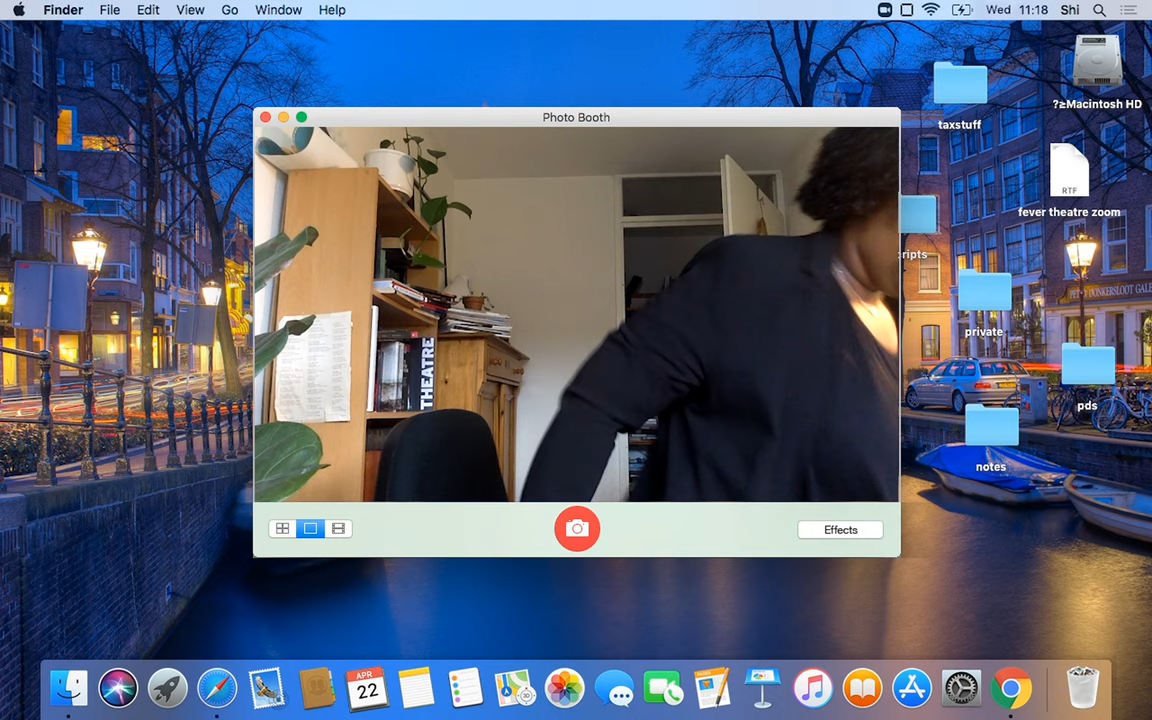 Finder File Edit View Go Window Help Wed 11:18 Shi
?≥Macintosh HD
taxstuff
Photo Booth
RTF
fever theatre zoom
ripts
private
THEATRE
pds
notes
Effects
APR
22
3D